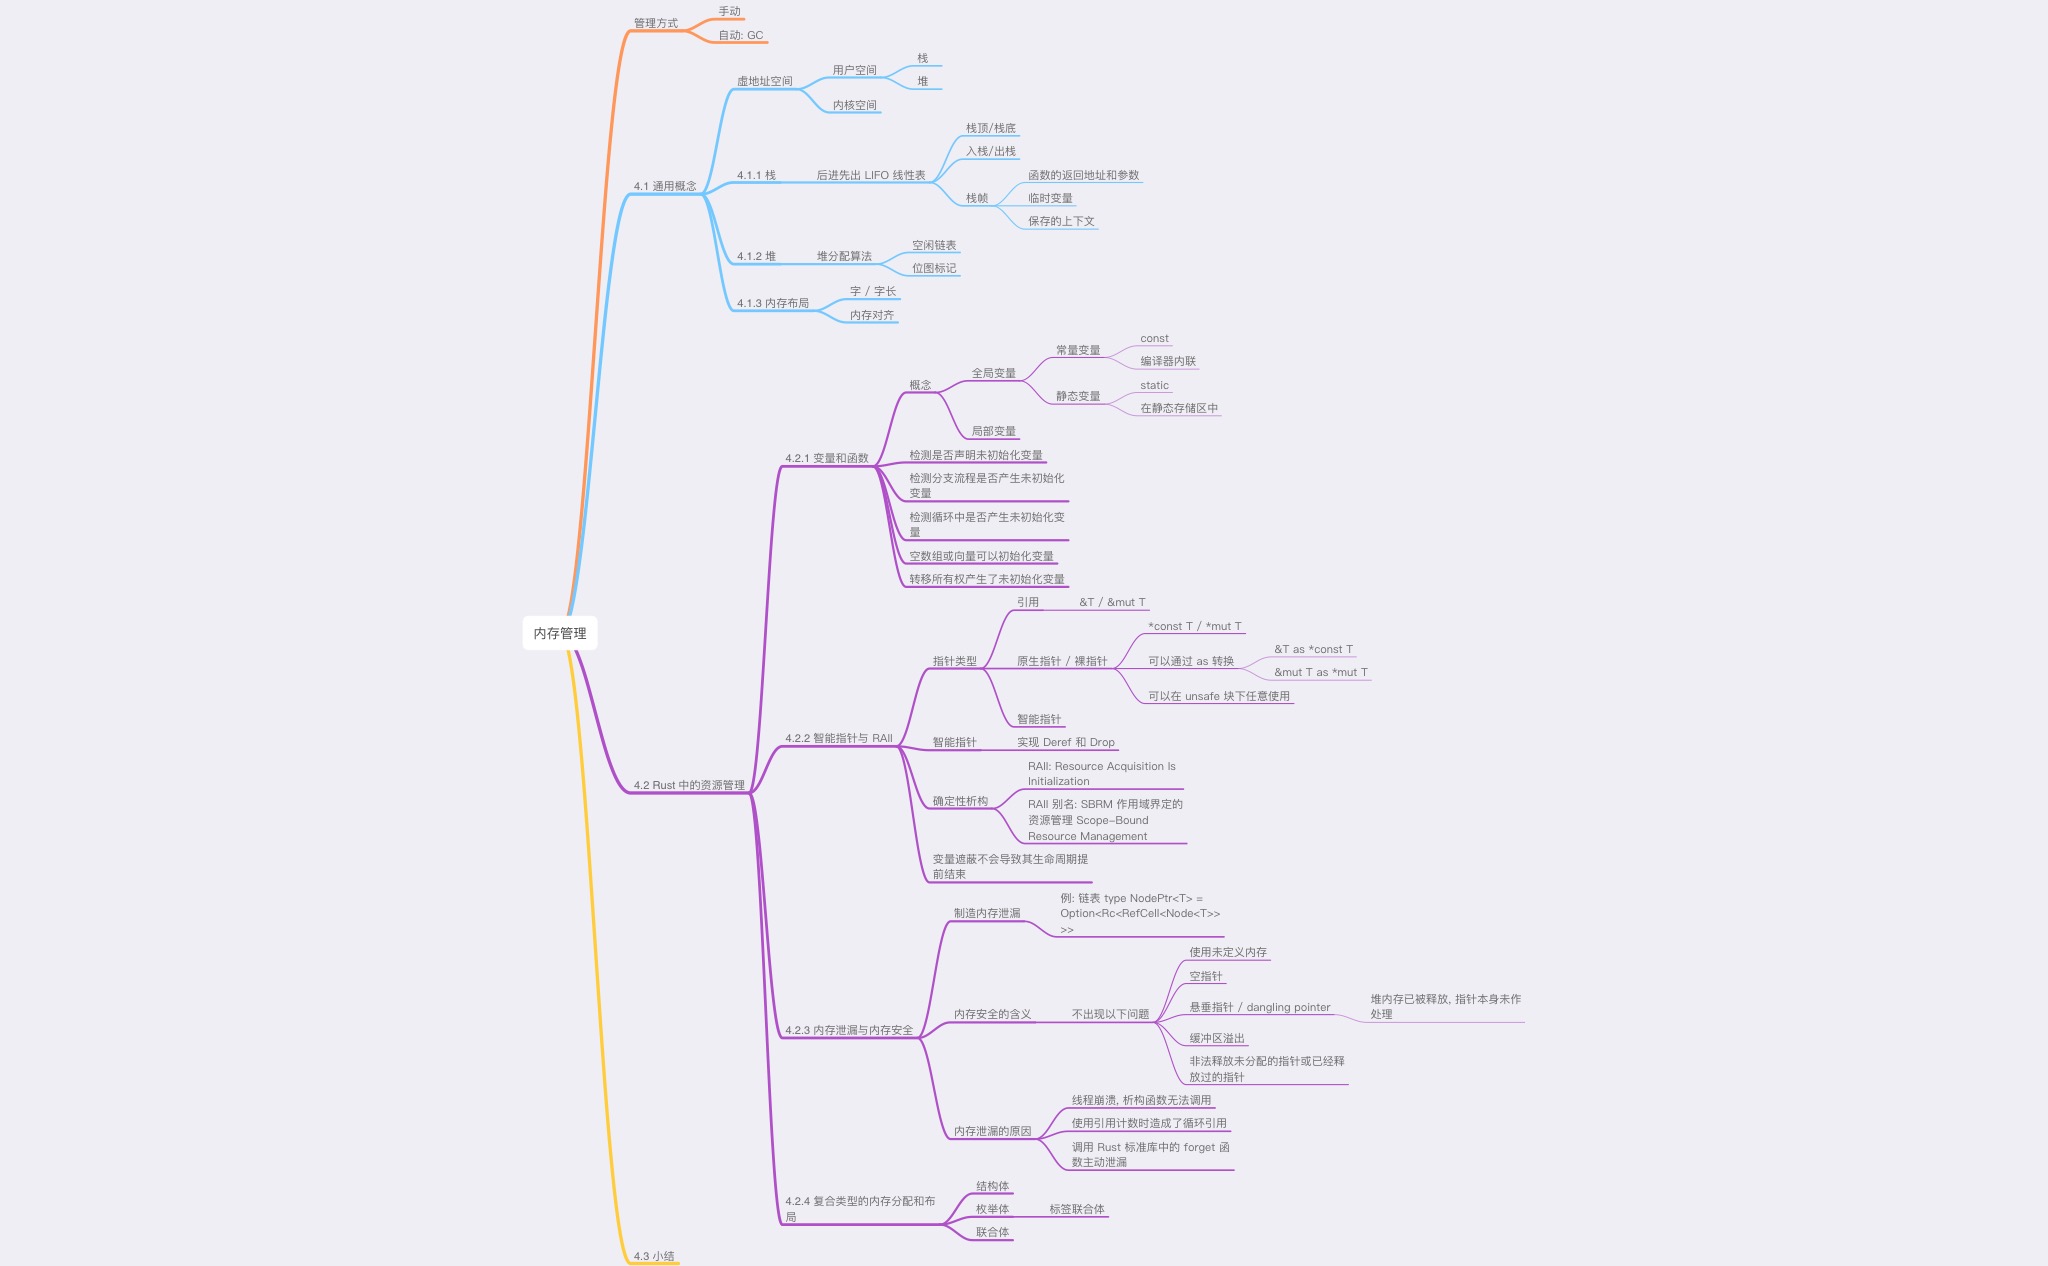 内存管理
管理方式
手动
自动: GC
4.1 通用概念
虚地址空间
用户空间
栈
堆
内核空间
4.1.1 栈
后进先出 LIFO 线性表
栈顶/栈底
入栈/出栈
栈帧
函数的返回地址和参数
临时变量
保存的上下文
4.1.2 堆
堆分配算法
空闲链表
位图标记
4.1.3 内存布局
字 / 字长
内存对齐
4.2 Rust 中的资源管理
4.2.1 变量和函数
概念
全局变量
常量变量
const
编译器内联
静态变量
static
在静态存储区中
局部变量
检测是否声明未初始化变量
检测分支流程是否产生未初始化
变量
检测循环中是否产生未初始化变
量
空数组或向量可以初始化变量
转移所有权产生了未初始化变量
4.2.2 智能指针与 RAII
指针类型
引用
&T / &mut T
原生指针 / 裸指针
*const T / *mut T
可以通过 as 转换
&T as *const T
&mut T as *mut T
可以在 unsafe 块下任意使用
智能指针
智能指针
实现 Deref 和 Drop
确定性析构
RAII: Resource Acquisition Is
Initialization
RAII 别名: SBRM 作用域界定的
资源管理 Scope-Bound
Resource Management
变量遮蔽不会导致其生命周期提
前结束
4.2.3 内存泄漏与内存安全
制造内存泄漏
例: 链表 type NodePtr<T> =
Option<Rc<RefCell<Node<T>>
>>
内存安全的含义
不出现以下问题
使用未定义内存
空指针
悬垂指针 / dangling pointer
堆内存已被释放, 指针本身未作
处理
缓冲区溢出
非法释放未分配的指针或已经释
放过的指针
内存泄漏的原因
线程崩溃, 析构函数无法调用
使用引用计数时造成了循环引用
调用 Rust 标准库中的 forget 函
数主动泄漏
4.2.4 复合类型的内存分配和布
局
结构体
枚举体
标签联合体
联合体
4.3 小结